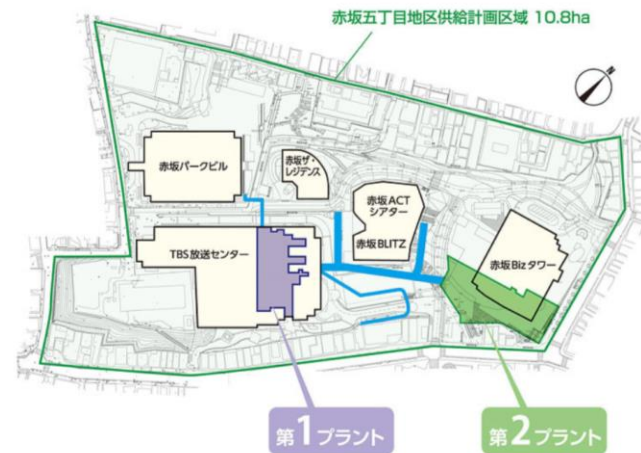 赤坂五丁目地区供給計画区域 10.8ha
N
赤坂パークビル
赤坂ザ・
レジデンス
赤坂ACT
シアター
赤坂BLITZ
TBS放送センター
赤坂Bizタワー
第1プラント
第2プラント